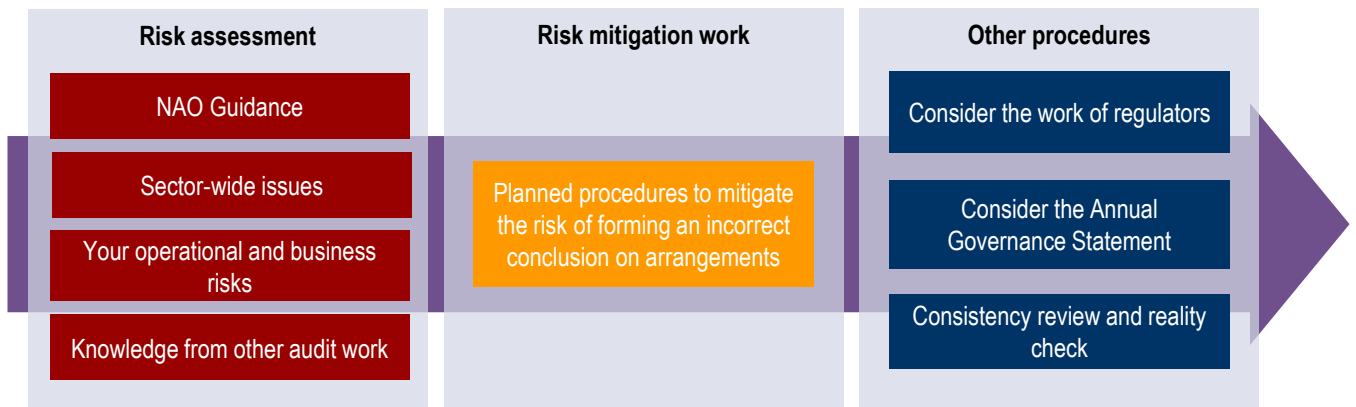 Risk assessment
NAO Guidance
Sector-wide issues
Your operational and business
risks
Knowledge from other audit work
Risk mitigation work
Planned procedures to mitigate
the risk of forming an incorrect
conclusion on arrangements
Other procedures
Consider the work of regulators
Consider the Annual
Governance Statement
Consistency review and reality
check